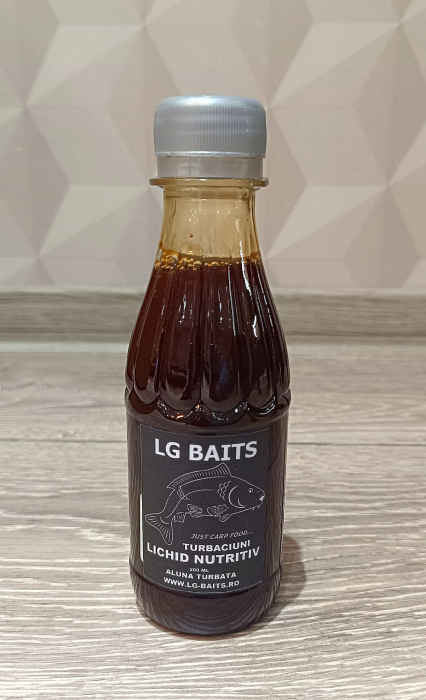 LG BAITS
JUST CARP FOOD...
TURBACIUNI
LICHID NUTRITIV
200 ML
ALUNA TURBATA
WWW.LG-BAITS.RO